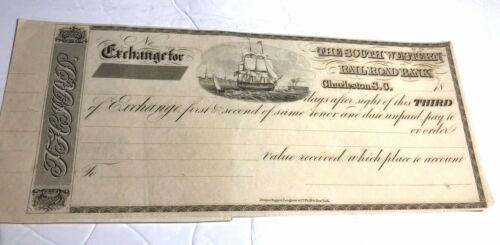 No
Exchange for
THE SOUTH WESTERN
RAIL ROAD BANK
Charleston S. C. 18
days after sight of this THIRD
of Exchange, first & second of same tenor and date unpaid, pay to
or order
value received, which place to account
To